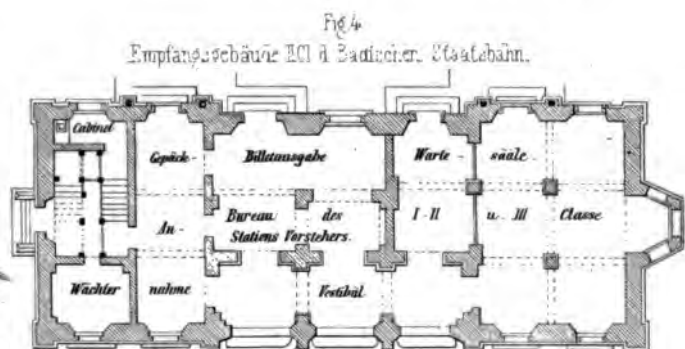 Fig. 4.
Empfangsgebäude II Cl. d. Badischen Staatsbahn.
Cabinet
Gepäck-
Billetausgabe
Warte-
säale
An-
Bureau des
Stations Vorstehers.
I-II
u. III
Classe
Wächter
nahme
Vestibül